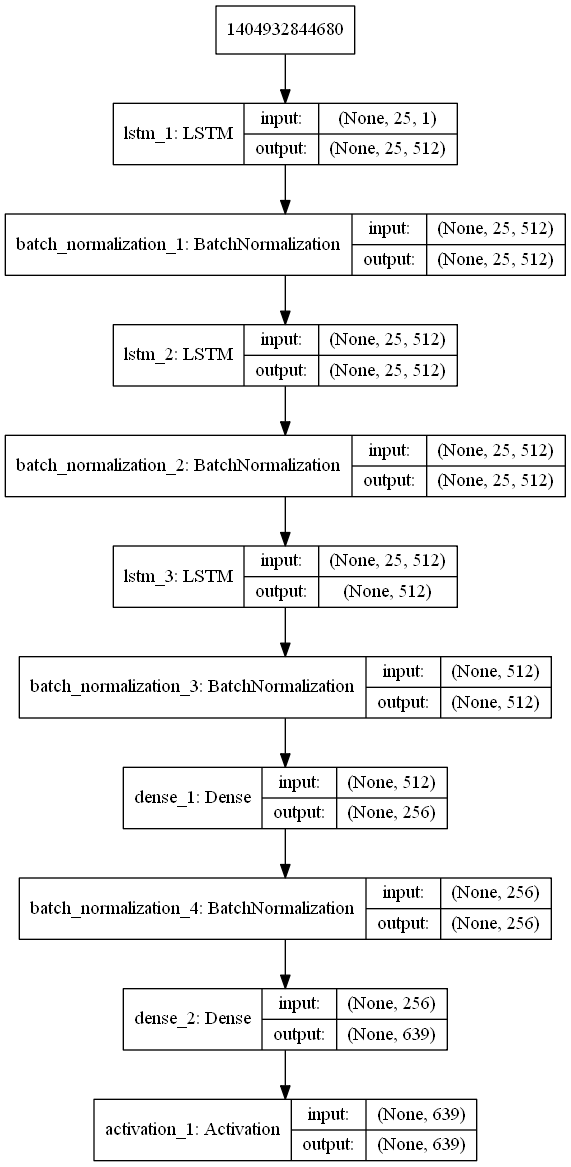 1404932844680
lstm_1: LSTM
input: (None, 25, 1)
output: (None, 25, 512)
batch_normalization_1: BatchNormalization
input: (None, 25, 512)
output: (None, 25, 512)
lstm_2: LSTM
input: (None, 25, 512)
output: (None, 25, 512)
batch_normalization_2: BatchNormalization
input: (None, 25, 512)
output: (None, 25, 512)
lstm_3: LSTM
input: (None, 25, 512)
output: (None, 512)
batch_normalization_3: BatchNormalization
input: (None, 512)
output: (None, 512)
dense_1: Dense
input: (None, 512)
output: (None, 256)
batch_normalization_4: BatchNormalization
input: (None, 256)
output: (None, 256)
dense_2: Dense
input: (None, 256)
output: (None, 639)
activation_1: Activation
input: (None, 639)
output: (None, 639)